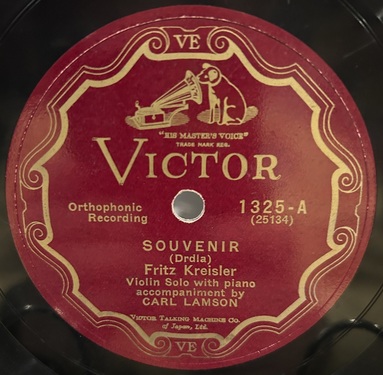 VE
"HIS MASTER'S VOICE"
TRADE MARK REG.
VICTOR
Orthophonic
Recording
1325-A
(25134)
SOUVENIR
(Drdla)
Fritz Kreisler
Violin Solo with piano
accompaniment by
CARL LAMSON
VICTOR TALKING MACHINE CO.
of Japan, Ltd.
VE